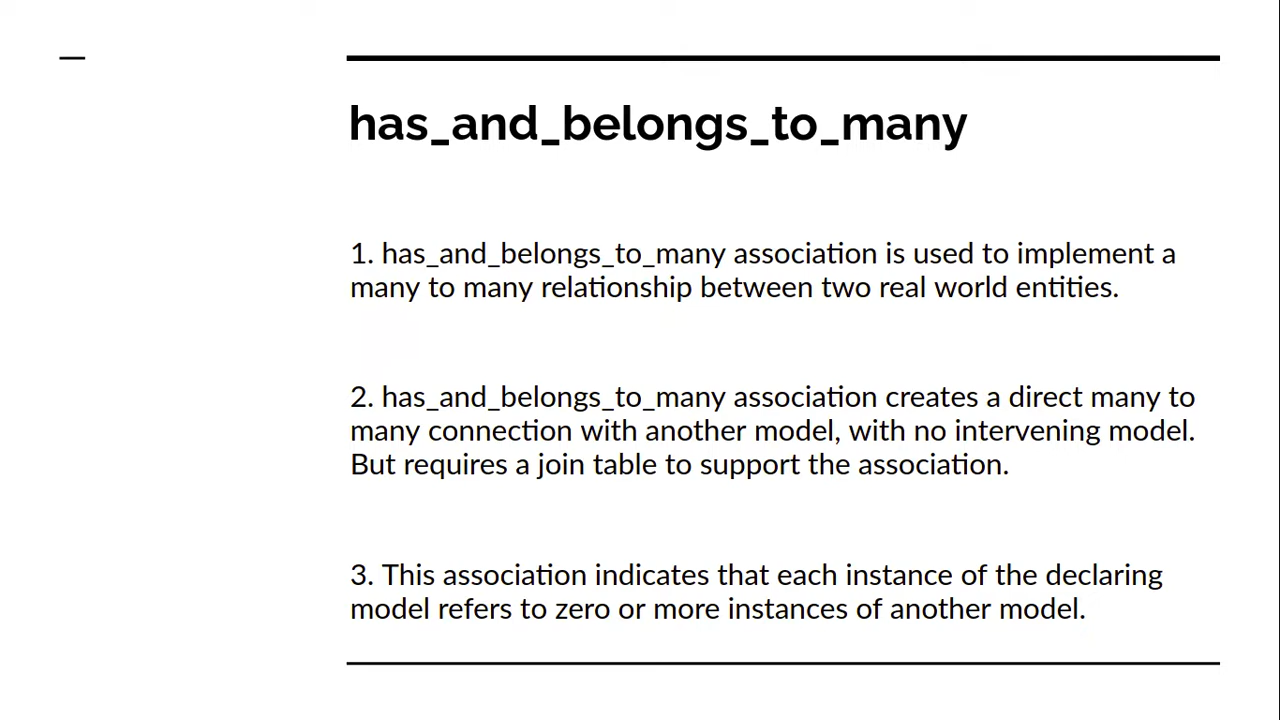 has_and_belongs_to_many
1. has_and_belongs_to_many association is used to implement a
many to many relationship between two real world entities.
2. has_and_belongs_to_many association creates a direct many to
many connection with another model, with no intervening model.
But requires a join table to support the association.
3. This association indicates that each instance of the declaring
model refers to zero or more instances of another model.